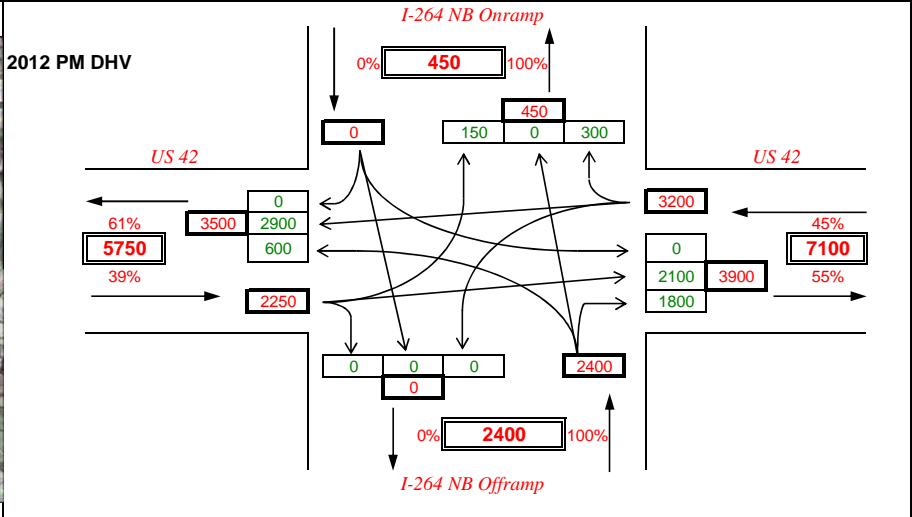 I-264 NB Onramp
2012 PM DHV
0% 450 100%
450
0 150 0 300
US 42 US 42
0 3200
61% 3500 2900 45%
5750 600 0 7100
39% 2100 3900 55%
2250 1800
0 0 0 2400
0
0% 2400 100%
I-264 NB Offramp